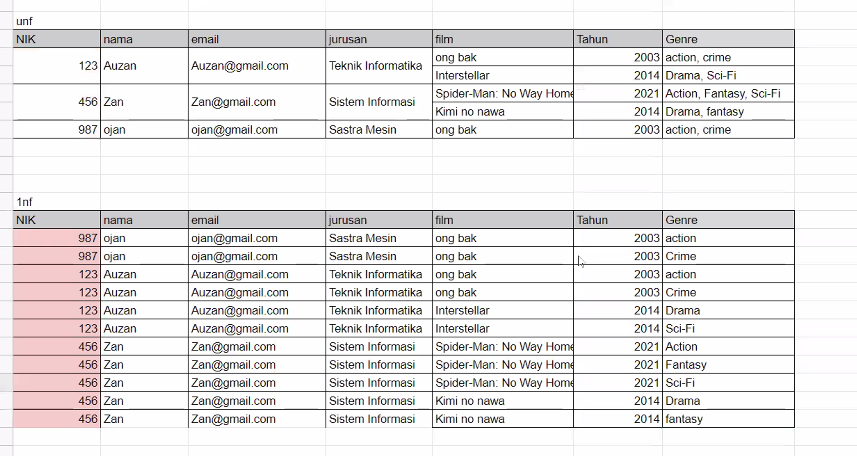 unf
NIK nama email jurusan film Tahun Genre
123 Auzan Auzan@gmail.com Teknik Informatika ong bak 2003 action, crime
Interstellar 2014 Drama, Sci-Fi
456 Zan Zan@gmail.com Sistem Informasi Spider-Man: No Way Home 2021 Action, Fantasy, Sci-Fi
Kimi no nawa 2014 Drama, fantasy
987 ojan ojan@gmail.com Sastra Mesin ong bak 2003 action, crime
1nf
NIK nama email jurusan film Tahun Genre
987 ojan ojan@gmail.com Sastra Mesin ong bak 2003 action
987 ojan ojan@gmail.com Sastra Mesin ong bak 2003 Crime
123 Auzan Auzan@gmail.com Teknik Informatika ong bak 2003 action
123 Auzan Auzan@gmail.com Teknik Informatika ong bak 2003 Crime
123 Auzan Auzan@gmail.com Teknik Informatika Interstellar 2014 Drama
123 Auzan Auzan@gmail.com Teknik Informatika Interstellar 2014 Sci-Fi
456 Zan Zan@gmail.com Sistem Informasi Spider-Man: No Way Home 2021 Action
456 Zan Zan@gmail.com Sistem Informasi Spider-Man: No Way Home 2021 Fantasy
456 Zan Zan@gmail.com Sistem Informasi Spider-Man: No Way Home 2021 Sci-Fi
456 Zan Zan@gmail.com Sistem Informasi Kimi no nawa 2014 Drama
456 Zan Zan@gmail.com Sistem Informasi Kimi no nawa 2014 fantasy